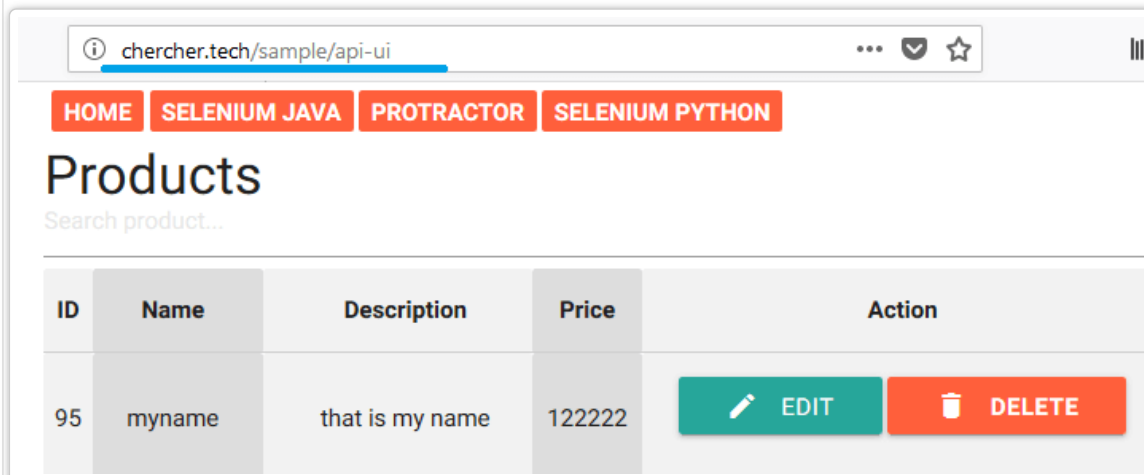 chercher.tech/sample/api-ui
HOME SELENIUM JAVA PROTRACTOR SELENIUM PYTHON
Products
Search product...
ID Name Description Price Action
95 myname that is my name 122222 EDIT DELETE